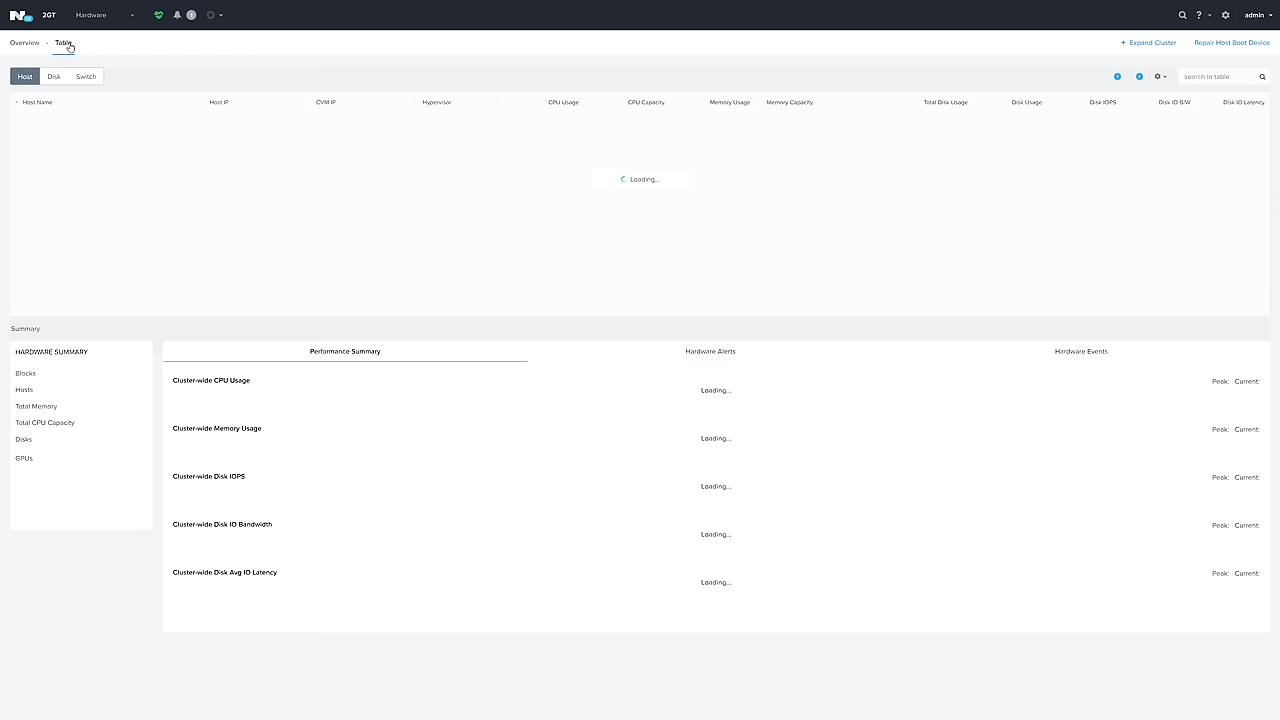 N CE 2GT Hardware 1 ? admin
Overview · Table + Expand Cluster Repair Host Boot Device
Host Disk Switch search in table
Host Name Host IP CVM IP Hypervisor CPU Usage CPU Capacity Memory Usage Memory Capacity Total Disk Usage Disk Usage Disk IOPS Disk IO B/W Disk IO Latency
Loading...
Summary
HARDWARE SUMMARY
Blocks
Hosts
Total Memory
Total CPU Capacity
Disks
GPUs
Performance Summary Hardware Alerts Hardware Events
Cluster-wide CPU Usage Loading... Peak: Current:
Cluster-wide Memory Usage Loading... Peak: Current:
Cluster-wide Disk IOPS Loading... Peak: Current:
Cluster-wide Disk IO Bandwidth Loading... Peak: Current:
Cluster-wide Disk Avg IO Latency Loading... Peak: Current: